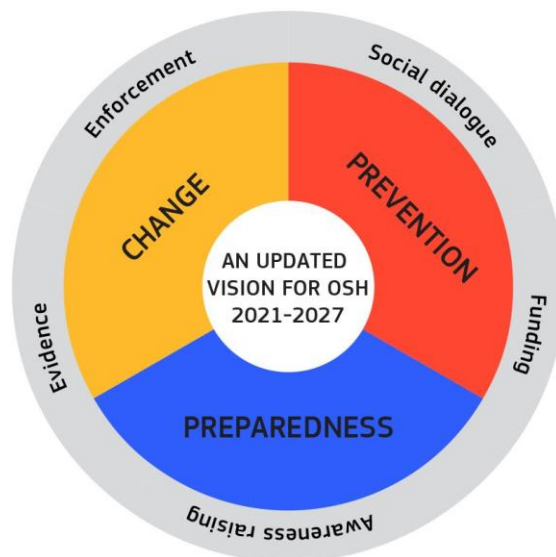 Enforcement
Social dialogue
CHANGE
PREVENTION
AN UPDATED
VISION FOR OSH
2021-2027
Evidence
Funding
PREPAREDNESS
Awareness raising